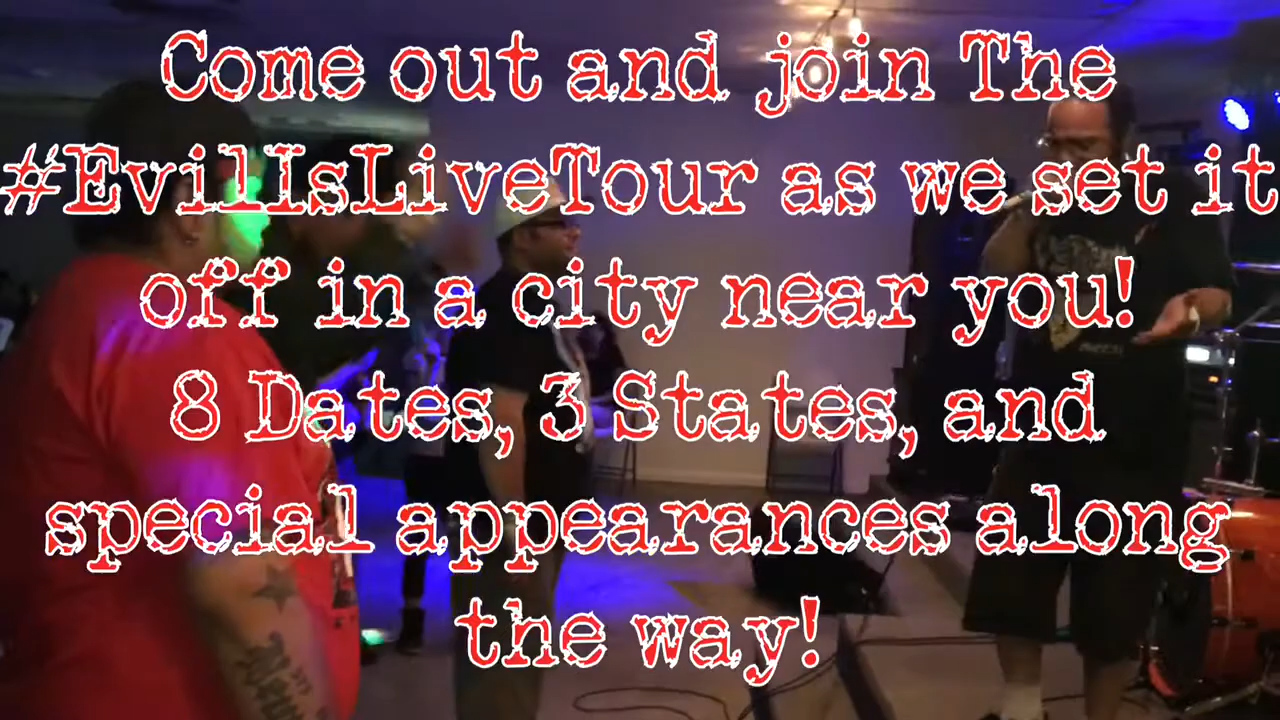 Come out and join The
#EvilIsLiveTour as we set it
off in a city near you!
8 Dates, 3 States, and
special appearances along
the way!